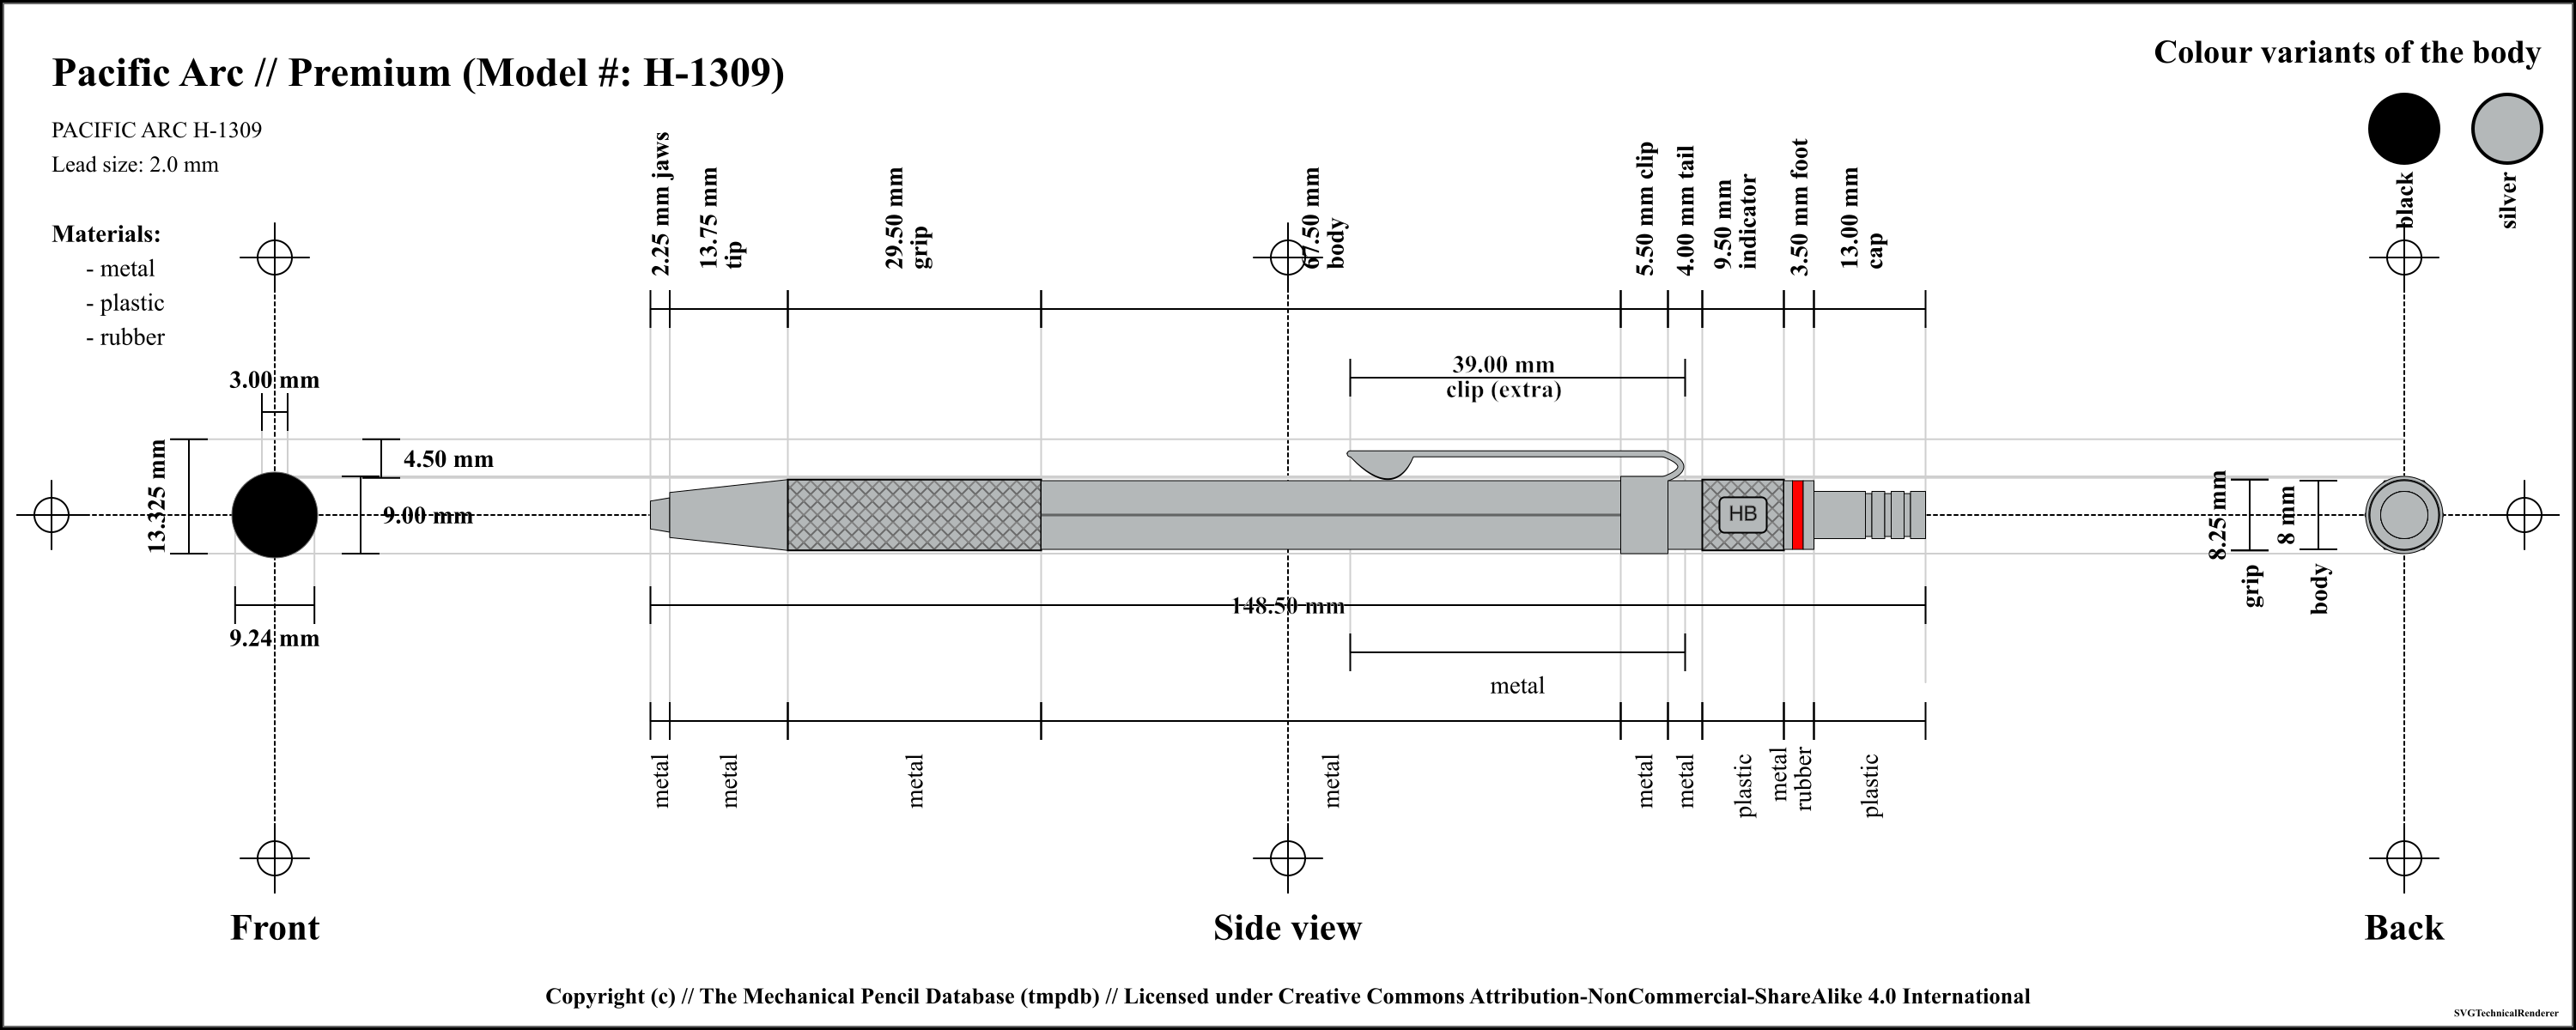 Pacific Arc // Premium (Model #: H-1309)
Colour variants of the body
PACIFIC ARC H-1309
Lead size: 2.0 mm
black
silver
Materials:
- metal
- plastic
- rubber
2.25 mm jaws
13.75 mm
tip
29.50 mm
grip
67.50 mm
body
5.50 mm clip
4.00 mm tail
9.50 mm
indicator
3.50 mm foot
13.00 mm
cap
39.00 mm
clip (extra)
3.00 mm
13.325 mm
4.50 mm
9.00 mm
9.24 mm
HB
148.50 mm
8.25 mm
grip
8 mm
body
metal
metal
metal
metal
metal
metal
metal
plastic
metal
rubber
plastic
Front
Side view
Back
Copyright (c) // The Mechanical Pencil Database (tmpdb) // Licensed under Creative Commons Attribution-NonCommercial-ShareAlike 4.0 International
SVGTechnicalRenderer